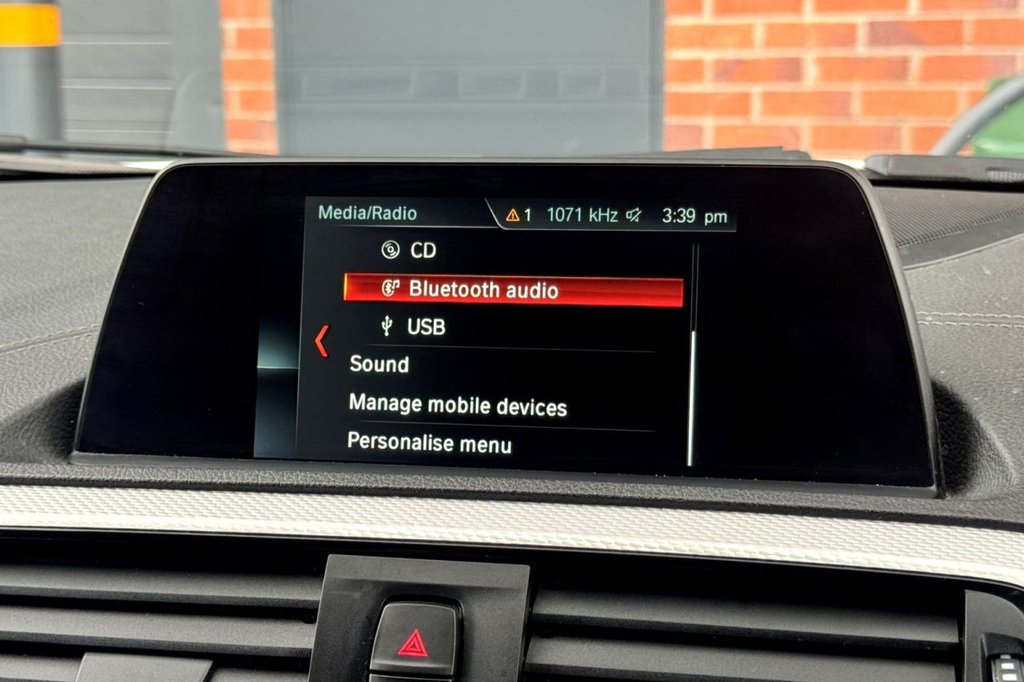 Media/Radio 1 1071 kHz 3:39 pm
CD
Bluetooth audio
USB
Sound
Manage mobile devices
Personalise menu